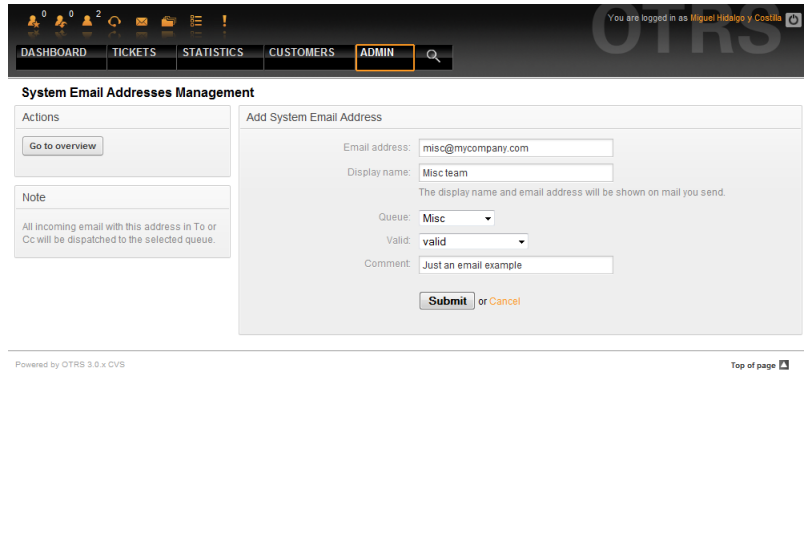 0 0 2
You are logged in as Miguel Hidalgo y Costilla
OTRS
DASHBOARD TICKETS STATISTICS CUSTOMERS ADMIN
System Email Addresses Management
Actions
Go to overview
Note
All incoming email with this address in To or
Cc will be dispatched to the selected queue.
Add System Email Address
Email address: misc@mycompany.com
Display name: Misc team
The display name and email address will be shown on mail you send.
Queue: Misc
Valid: valid
Comment: Just an email example
Submit or Cancel
Powered by OTRS 3.0.x CVS
Top of page